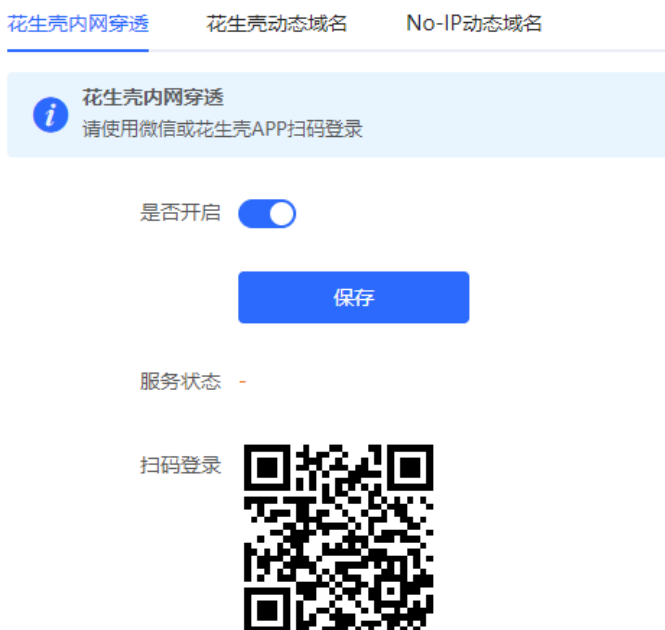 花生壳内网穿透 花生壳动态域名 No-IP动态域名
花生壳内网穿透
请使用微信或花生壳APP扫码登录
是否开启
保存
服务状态 -
扫码登录